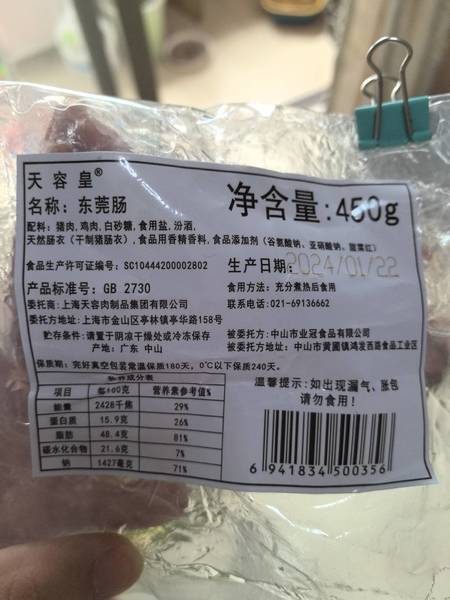 天容皇®
名称：东莞肠
净含量：450g
配料：猪肉，鸡肉，白砂糖，食用盐，汾酒，
天然肠衣（干制猪肠衣），食品用香精香料，食品添加剂（谷氨酸钠、亚硝酸钠、甜菜红）
食品生产许可证编号：SC10444200002802
生产日期：2024/01/22
产品标准号：GB 2730
食用方法：充分煮热后食用
委托商：上海天容肉制品集团有限公司
联系电话：021-69136662
委托方地址：上海市金山区亭林镇亭华路158号
贮存条件：请置于阴凉干燥处或冷冻保存
被委托方：中山市业冠食品有限公司
产地：广东 中山
被委托方地址：中山市黄圃镇鸿发西路食品工业区
保质期：完好真空包装常温保质180天，0℃以下保质240天。
营养成分表
项目 每100克 营养素参考值%
能量 2428千焦 29%
蛋白质 15.9克 26%
脂肪 48.4克 81%
碳水化合物 21.6克 7%
钠 1427毫克 71%
温馨提示：如出现漏气、胀包
请勿食用！
6 941834 500356